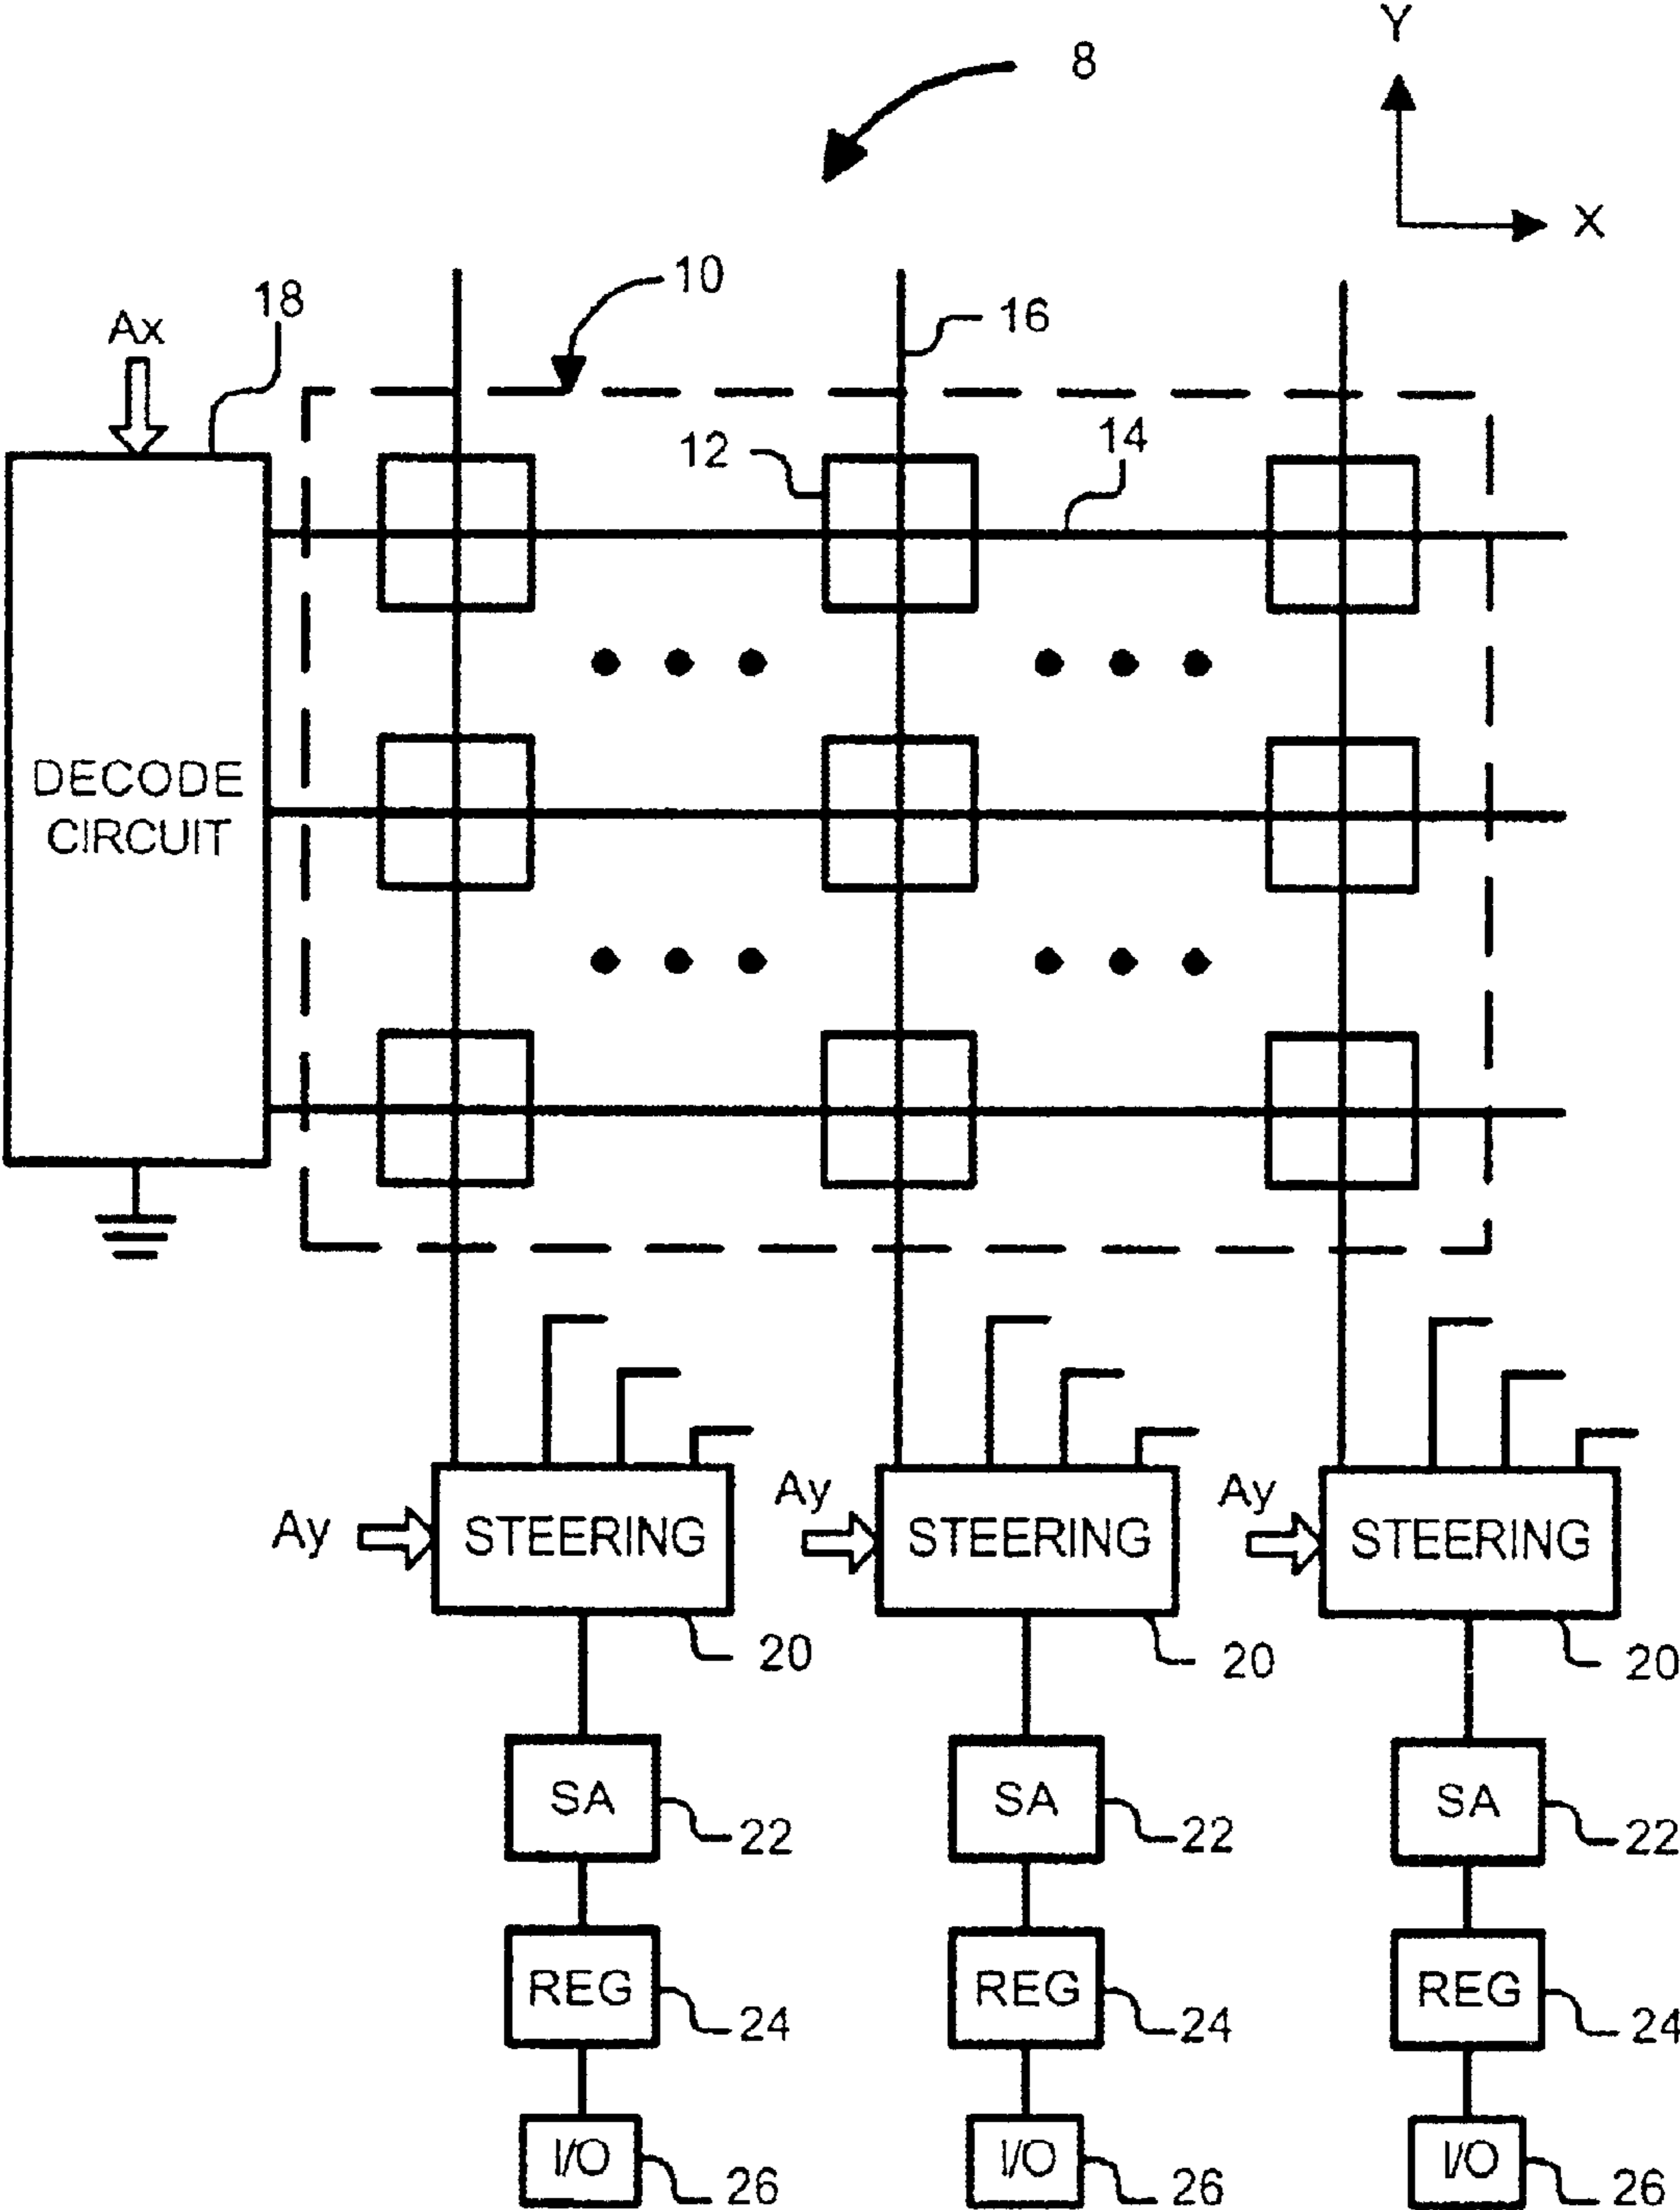 Y
8
X
10
18
Ax
16
12
14
DECODE
CIRCUIT
Ay STEERING
Ay STEERING
Ay STEERING
20
20
20
SA
SA
SA
22
22
22
REG
REG
REG
24
24
24
I/O
I/O
I/O
26
26
26